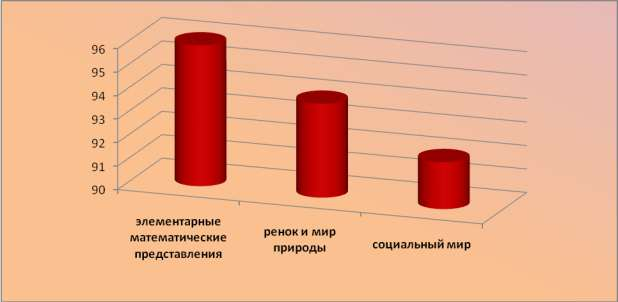 96
95
94
93
92
91
90
элементарные
математические
представления
ренок и мир
природы
социальный мир